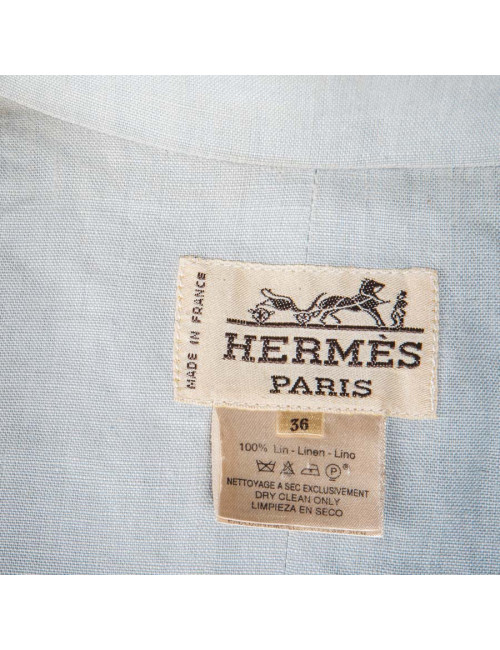 MADE IN FRANCE
HERMÈS
PARIS
36
100% Lin - Linen - Lino
P
NETTOYAGE A SEC EXCLUSIVEMENT
DRY CLEAN ONLY
LIMPIEZA EN SECO